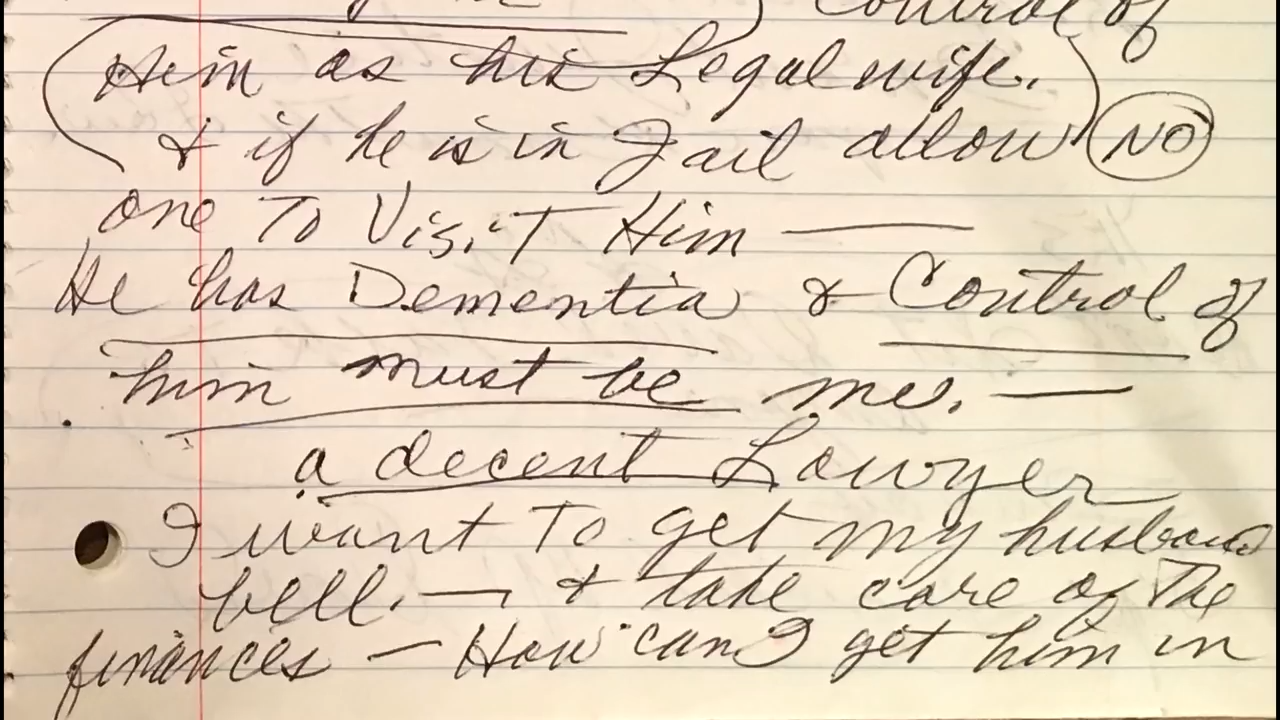 Control of
Him as his Legal wife.
& if he is in Jail allow NO
one To Visit Him —
He has Dementia & Control of
him must be me. —
a decent Lawyer
I want To get my husband
bell. — & take care of The
finances — How can I get him in